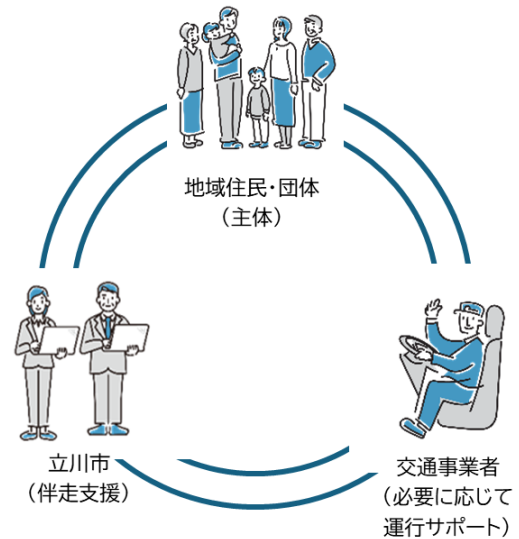 地域住民・団体
（主体）
立川市
（伴走支援）
交通事業者
（必要に応じて
運行サポート）